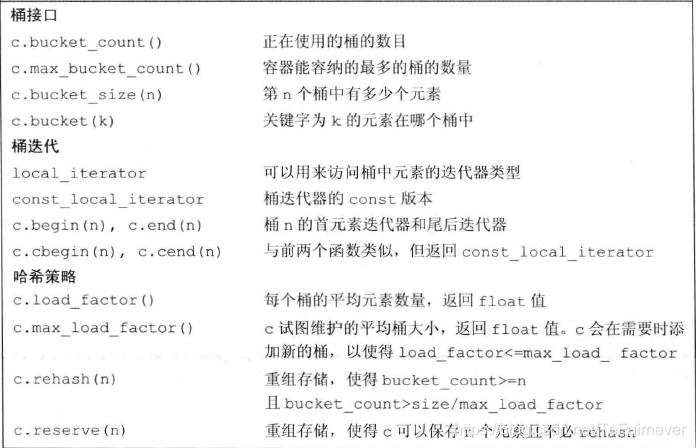 桶接口
c.bucket_count() 正在使用的桶的数目
c.max_bucket_count() 容器能容纳的最多的桶的数量
c.bucket_size(n) 第 n 个桶中有多少个元素
c.bucket(k) 关键字为 k 的元素在哪个桶中
桶迭代
local_iterator 可以用来访问桶中元素的迭代器类型
const_local_iterator 桶迭代器的 const 版本
c.begin(n), c.end(n) 桶 n 的首元素迭代器和尾后迭代器
c.cbegin(n), c.cend(n) 与前两个函数类似，但返回 const_local_iterator
哈希策略
c.load_factor() 每个桶的平均元素数量，返回 float 值
c.max_load_factor() c 试图维护的平均桶大小，返回 float 值。c 会在需要时添
加新的桶，以使得 load_factor<=max_load_ factor
c.rehash(n) 重组存储，使得 bucket_count>=n
且 bucket_count>size/max_load_factor
c.reserve(n) 重组存储，使得 c 可以保存 n 个元素且不必 rehash